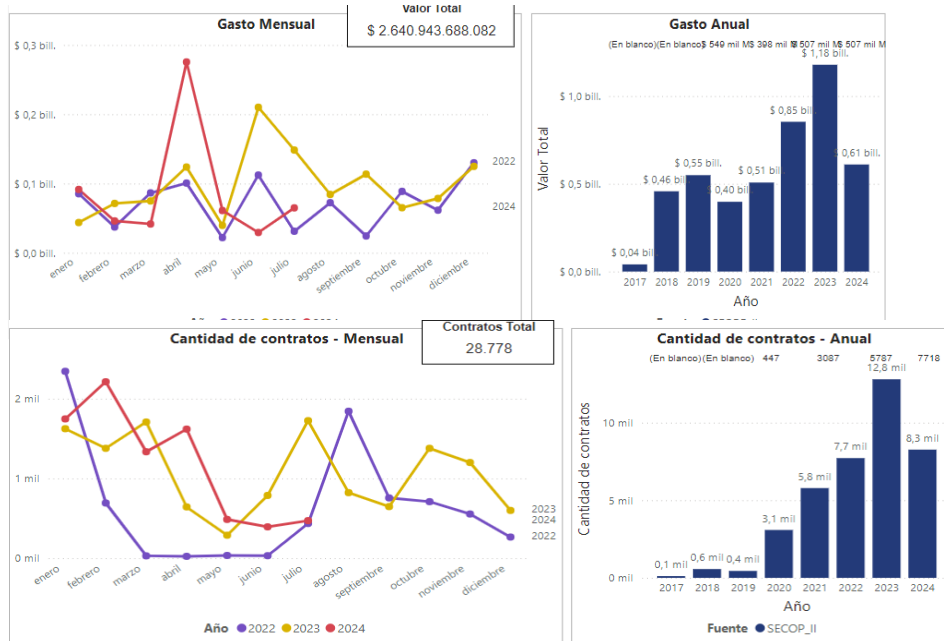 Gasto Mensual
Valor Total
$ 2.640.943.688.082
$ 0,3 bill.
$ 0,2 bill.
$ 0,1 bill.
$ 0,0 bill.
2022
2024
enero
febrero
marzo
abril
mayo
junio
julio
agosto
septiembre
octubre
noviembre
diciembre
Gasto Anual
(En blanco)(En blanco) $ 549 mil M $ 398 mil M $ 507 mil M $ 507 mil M
Valor Total
$ 1,0 bill.
$ 0,5 bill.
$ 0,0 bill.
$ 0,04 bill.
$ 0,46 bill.
$ 0,55 bill.
$ 0,40 bill.
$ 0,51 bill.
$ 0,85 bill.
$ 1,18 bill.
$ 0,61 bill.
2017 2018 2019 2020 2021 2022 2023 2024
Año
Cantidad de contratos - Mensual
Contratos Total
28.778
2 mil
1 mil
0 mil
2023
2024
2022
enero
febrero
marzo
abril
mayo
junio
julio
agosto
septiembre
octubre
noviembre
diciembre
Año 2022 2023 2024
Cantidad de contratos - Anual
(En blanco)(En blanco) 447 3087 5787 7718
Cantidad de contratos
10 mil
5 mil
0 mil
0,1 mil
0,6 mil
0,4 mil
3,1 mil
5,8 mil
7,7 mil
12,8 mil
8,3 mil
2017 2018 2019 2020 2021 2022 2023 2024
Año
Fuente SECOP_II